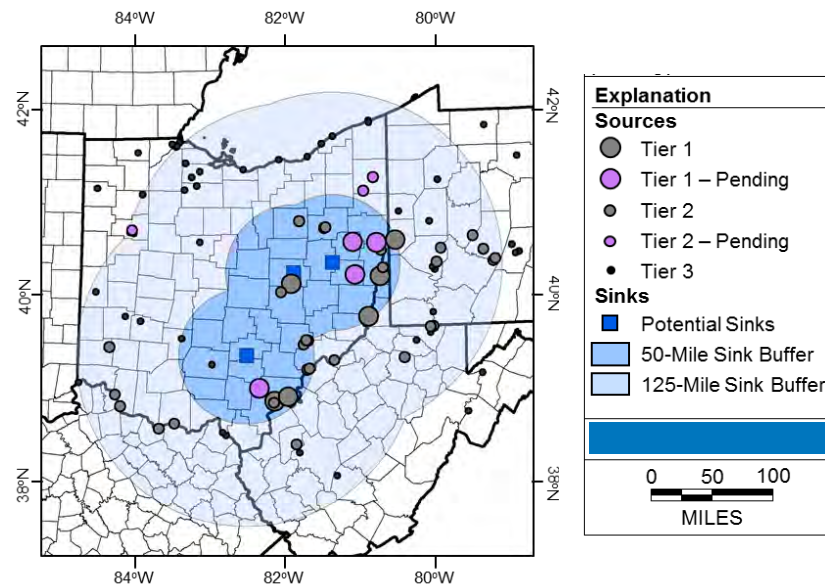 84°W 82°W 80°W
42°N 42°N
40°N 40°N
38°N 38°N
84°W 82°W 80°W
Explanation
Sources
Tier 1
Tier 1 – Pending
Tier 2
Tier 2 – Pending
Tier 3
Sinks
Potential Sinks
50-Mile Sink Buffer
125-Mile Sink Buffer
0 50 100
MILES